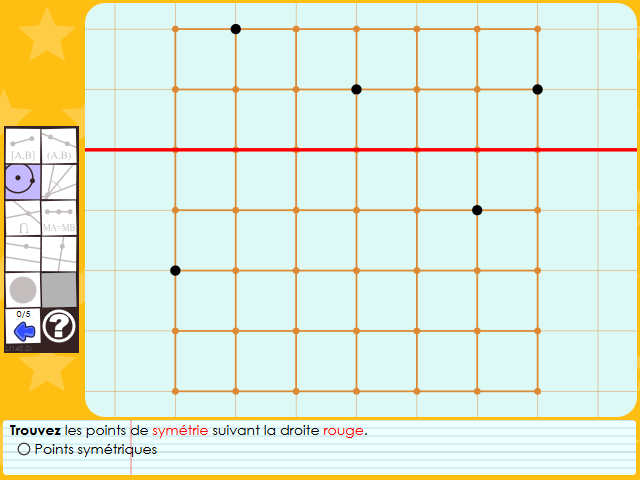 [A,B] (A,B)
∩ MA=MB
0/5
?
Trouvez les points de symétrie suivant la droite rouge.
Points symétriques